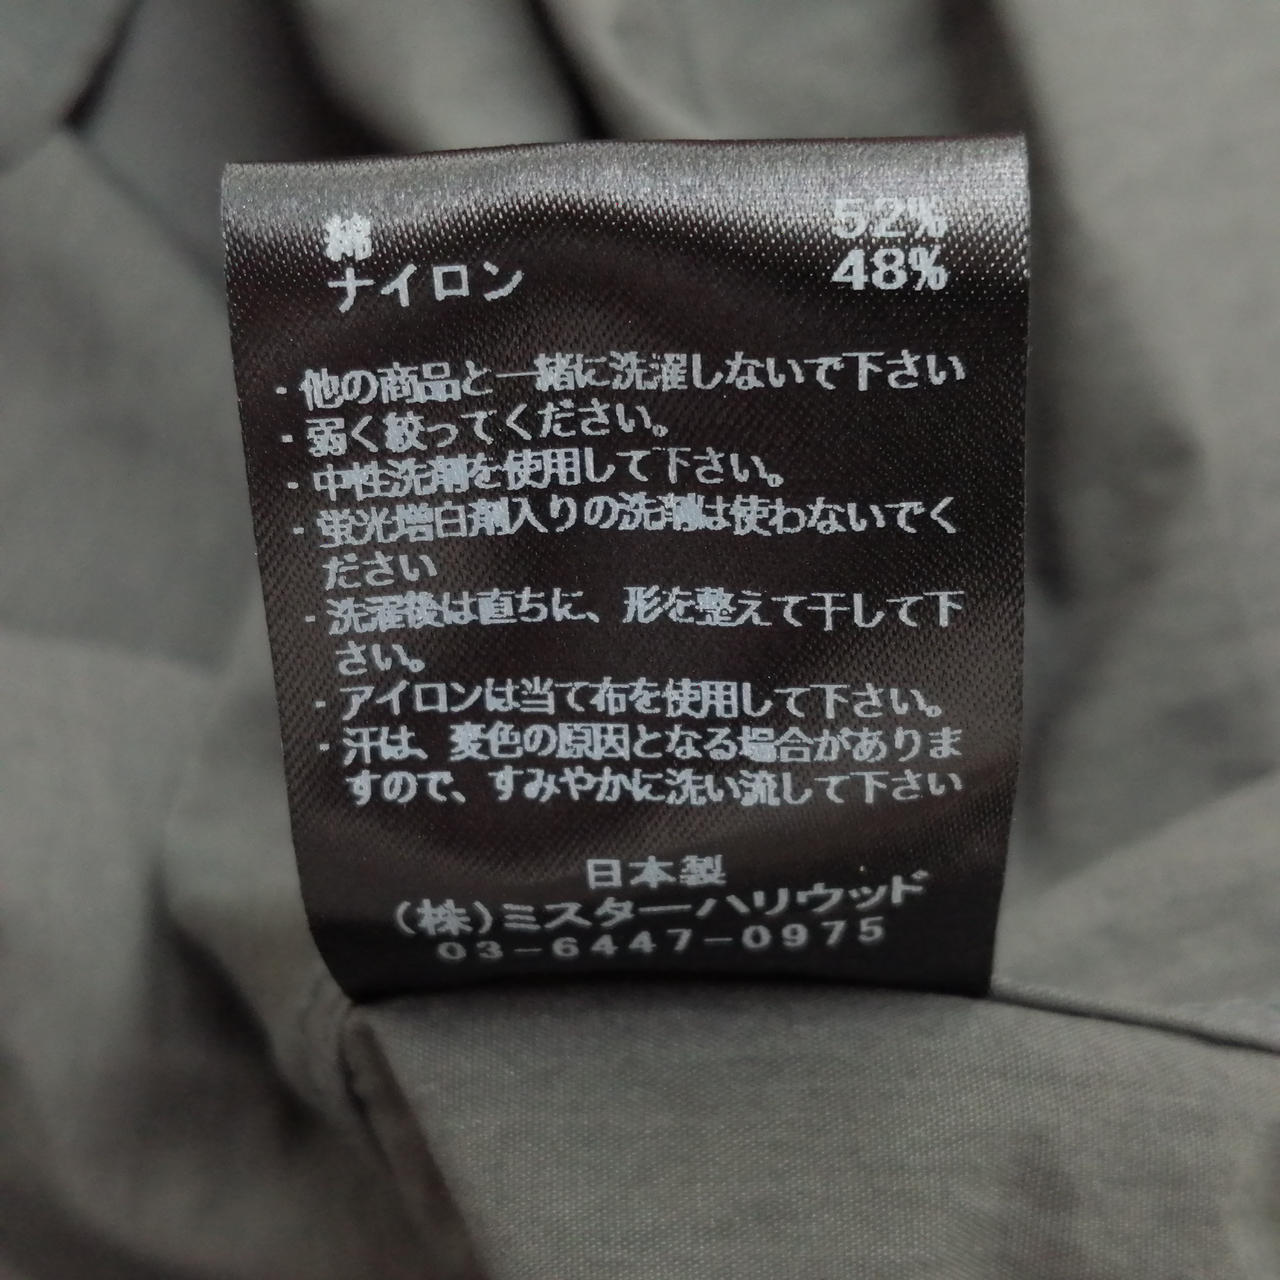 綿 52%
ナイロン 48%
・他の商品と一緒に洗濯しないで下さい
・弱く絞ってください。
・中性洗剤を使用して下さい。
・蛍光増白剤入りの洗剤は使わないでく
ださい
・洗濯後は直ちに、形を整えて干して下
さい。
・アイロンは当て布を使用して下さい。
・汗は、変色の原因となる場合がありま
すので、すみやかに洗い流して下さい
日本製
(株)ミスターハリウッド
03-6447-0975